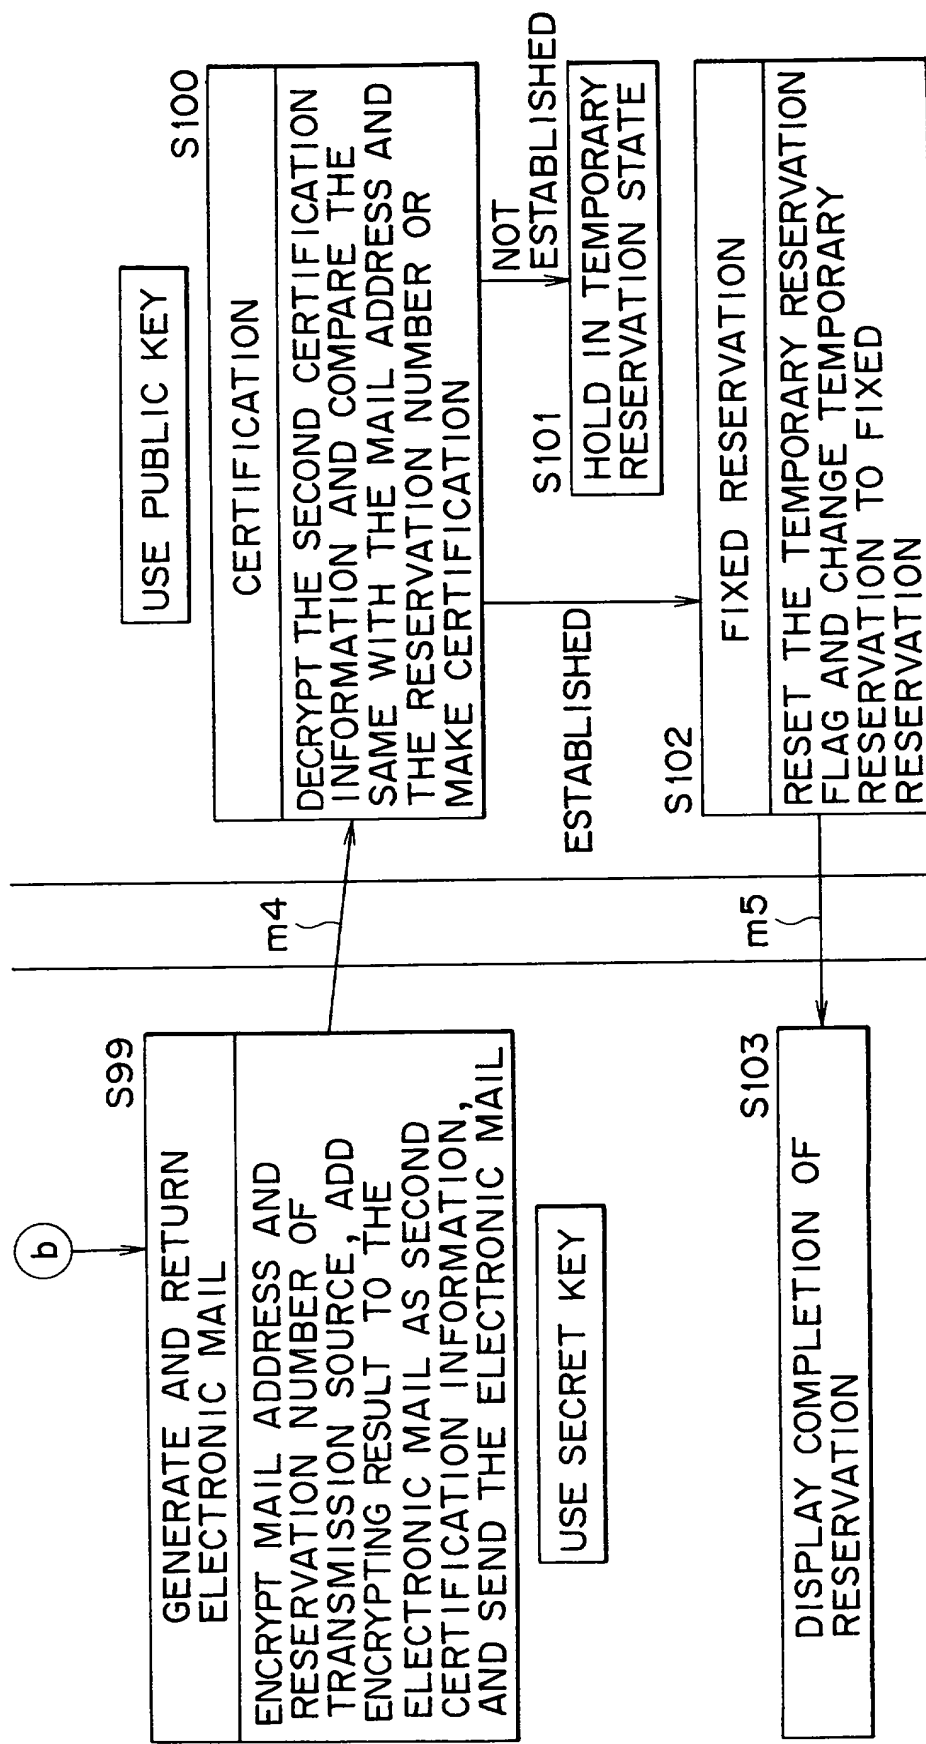 b
S99
GENERATE AND RETURN
ELECTRONIC MAIL
ENCRYPT MAIL ADDRESS AND
RESERVATION NUMBER OF
TRANSMISSION SOURCE, ADD
ENCRYPTING RESULT TO THE
ELECTRONIC MAIL AS SECOND
CERTIFICATION INFORMATION,
AND SEND THE ELECTRONIC MAIL
USE SECRET KEY
m4
USE PUBLIC KEY
S100
CERTIFICATION
DECRYPT THE SECOND CERTIFICATION
INFORMATION AND COMPARE THE
SAME WITH THE MAIL ADDRESS AND
THE RESERVATION NUMBER OR
MAKE CERTIFICATION
NOT
ESTABLISHED
S101
HOLD IN TEMPORARY
RESERVATION STATE
ESTABLISHED
S102
FIXED RESERVATION
RESET THE TEMPORARY RESERVATION
FLAG AND CHANGE TEMPORARY
RESERVATION TO FIXED
RESERVATION
m5
S103
DISPLAY COMPLETION OF
RESERVATION